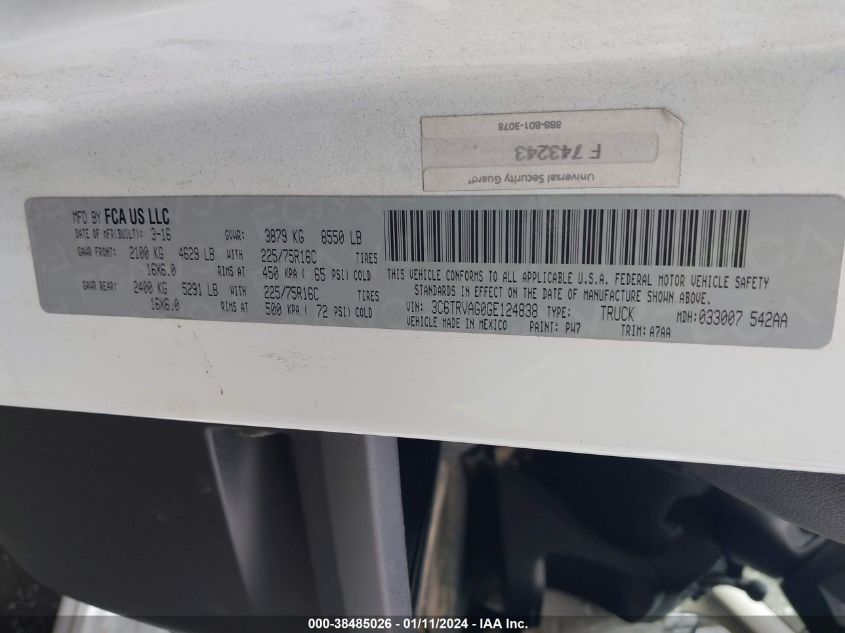 888-801-3078
F 743243
Universal Security Guard®
MFD BY FCA US LLC
DATE OF MFR(BUILT): 3-16 GVWR: 3879 KG 8550 LB
GAWR FRONT: 2100 KG 4629 LB WITH 225/75R16C TIRES
16X6.0 RIMS AT 450 KPA ( 65 PSI) COLD
GAWR REAR: 2400 KG 5291 LB WITH 225/75R16C TIRES
16X6.0 RIMS AT 500 KPA ( 72 PSI) COLD
THIS VEHICLE CONFORMS TO ALL APPLICABLE U.S.A. FEDERAL MOTOR VEHICLE SAFETY
STANDARDS IN EFFECT ON THE DATE OF MANUFACTURE SHOWN ABOVE.
VIN: 3C6TRVAG0GE124838 TYPE: TRUCK MDH: 033007 542AA
VEHICLE MADE IN MEXICO PAINT: PW7 TRIM: A7AA
000-38485026 - 01/11/2024 - IAA Inc.